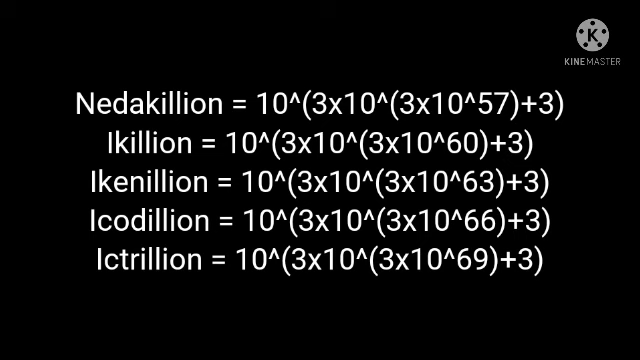 K
KINEMASTER
Nedakillion = 10^(3x10^(3x10^57)+3)
Ikillion = 10^(3x10^(3x10^60)+3)
Ikenillion = 10^(3x10^(3x10^63)+3)
Icodillion = 10^(3x10^(3x10^66)+3)
Ictrillion = 10^(3x10^(3x10^69)+3)